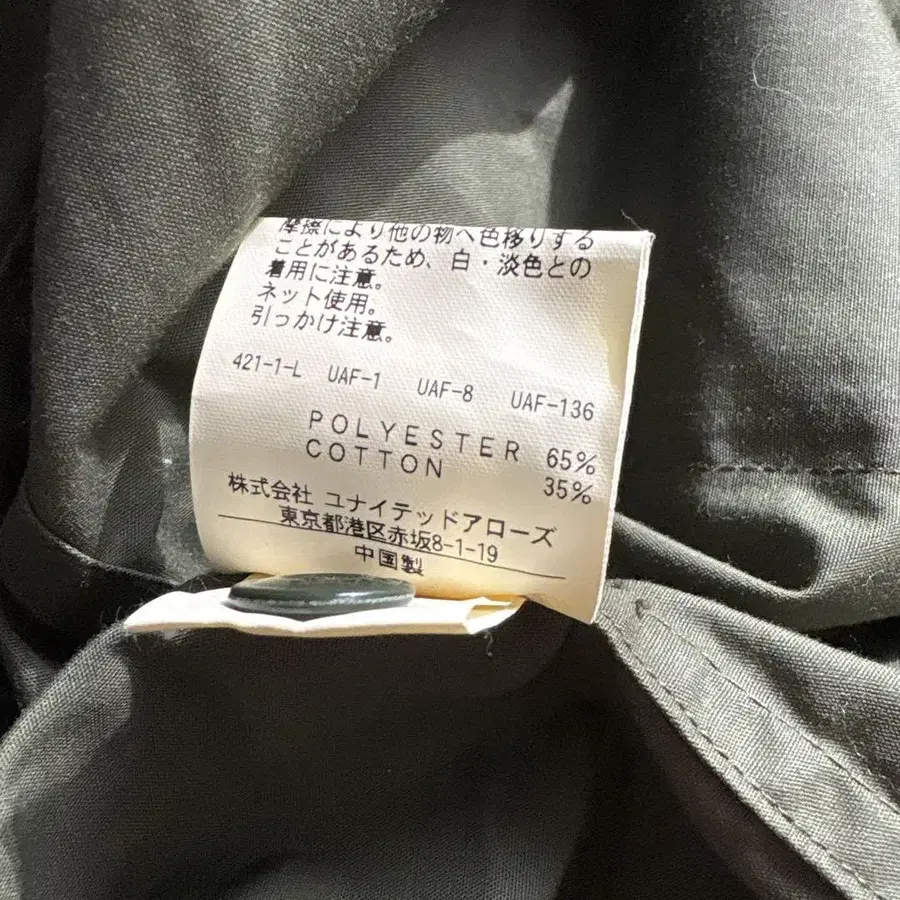 摩擦により他の物へ色移りする
ことがあるため、白・淡色との
着用に注意。
ネット使用。
引っかけ注意。
421-1-L UAF-1 UAF-8 UAF-136
POLYESTER 65%
COTTON 35%
株式会社 ユナイテッドアローズ
東京都港区赤坂8-1-19
中国製